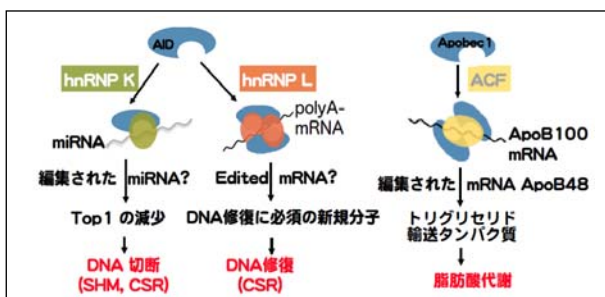 AID
Apobec1
hnRNP K
hnRNP L
ACF
miRNA
polyA-
mRNA
ApoB100
mRNA
編集された miRNA?
Edited mRNA?
編集された mRNA ApoB48
Top1 の減少
DNA修復に必須の新規分子
トリグリセリド
輸送タンパク質
DNA 切断
(SHM, CSR)
DNA修復
(CSR)
脂肪酸代謝